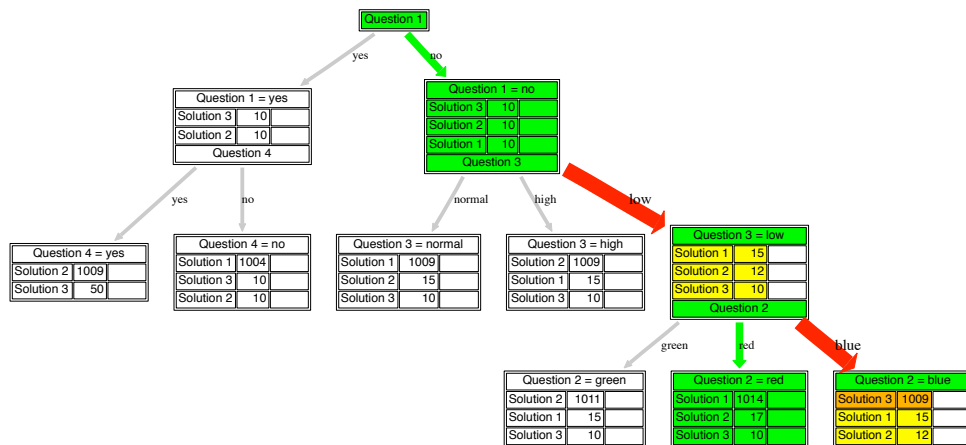 Question 1
yes
no
Question 1 = yes
Solution 3 10
Solution 2 10
Question 4
Question 1 = no
Solution 3 10
Solution 2 10
Solution 1 10
Question 3
yes
no
normal
high
low
Question 4 = yes
Solution 2 1009
Solution 3 50
Question 4 = no
Solution 1 1004
Solution 3 10
Solution 2 10
Question 3 = normal
Solution 1 1009
Solution 2 15
Solution 3 10
Question 3 = high
Solution 2 1009
Solution 1 15
Solution 3 10
Question 3 = low
Solution 1 15
Solution 2 12
Solution 3 10
Question 2
green
red
blue
Question 2 = green
Solution 2 1011
Solution 1 15
Solution 3 10
Question 2 = red
Solution 1 1014
Solution 2 17
Solution 3 10
Question 2 = blue
Solution 3 1009
Solution 1 15
Solution 2 12